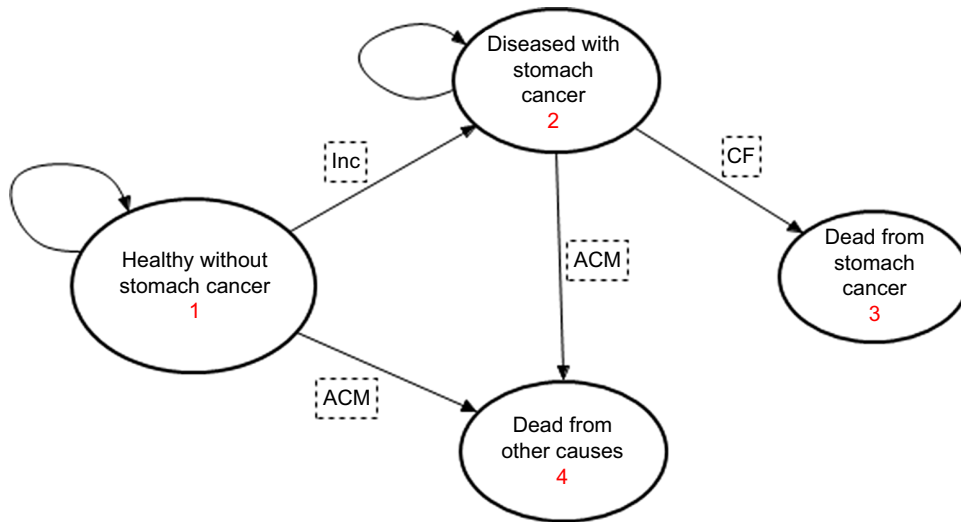 Diseased with
stomach
cancer
2
Inc
CF
Healthy without
stomach cancer
1
ACM
Dead from
stomach
cancer
3
ACM
Dead from
other causes
4